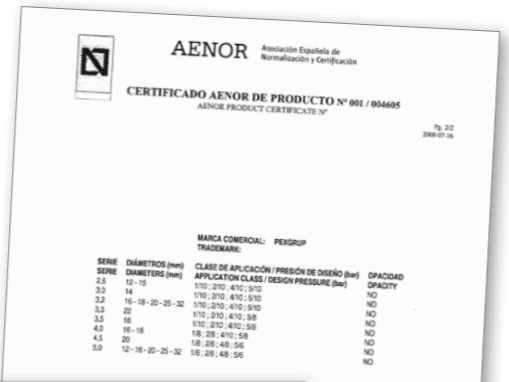 N
AENOR
Asociación Española de
Normalización y Certificación
CERTIFICADO AENOR DE PRODUCTO Nº 001 / 004605
AENOR PRODUCT CERTIFICATE Nº
Pg. 2/2
2008-07-16
MARCA COMERCIAL: PEXGRUP
TRADEMARK:
SERIE DIÁMETROS (mm) CLASE DE APLICACIÓN / PRESIÓN DE DISEÑO (bar) OPACIDAD
SERIE DIAMETERS (mm) APPLICATION CLASS / DESIGN PRESSURE (bar) OPACITY
2,6 12 - 15 1/10 ; 2/10 ; 4/10 ; 5/10 NO
3,0 14 1/10 ; 2/10 ; 4/10 ; 5/10 NO
3,2 16 - 18 - 20 - 25 - 32 1/10 ; 2/10 ; 4/10 ; 5/10 NO
3,3 22 1/10 ; 2/10 ; 4/10 ; 5/8 NO
3,5 16 1/10 ; 2/10 ; 4/10 ; 5/8 NO
4,0 16 - 18 1/8 ; 2/8 ; 4/10 ; 5/8 NO
4,5 20 1/8 ; 2/8 ; 4/8 ; 5/6 NO
5,0 12 - 16 - 20 - 25 - 32 1/6 ; 2/6 ; 4/8 ; 5/6 NO